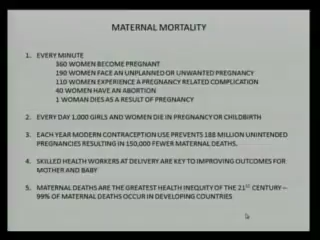 MATERNAL MORTALITY
1. EVERY MINUTE
360 WOMEN BECOME PREGNANT
190 WOMEN FACE AN UNPLANNED OR UNWANTED PREGNANCY
110 WOMEN EXPERIENCE A PREGNANCY RELATED COMPLICATION
40 WOMEN HAVE AN ABORTION
1 WOMAN DIES AS A RESULT OF PREGNANCY
2. EVERY DAY 1,000 GIRLS AND WOMEN DIE IN PREGNANCY OR CHILDBIRTH
3. EACH YEAR MODERN CONTRACEPTION USE PREVENTS 188 MILLION UNINTENDED
PREGNANCIES RESULTING IN 150,000 FEWER MATERNAL DEATHS.
4. SKILLED HEALTH WORKERS AT DELIVERY ARE KEY TO IMPROVING OUTCOMES FOR
MOTHER AND BABY
5. MATERNAL DEATHS ARE THE GREATEST HEALTH INEQUITY OF THE 21ST CENTURY –
99% OF MATERNAL DEATHS OCCUR IN DEVELOPING COUNTRIES